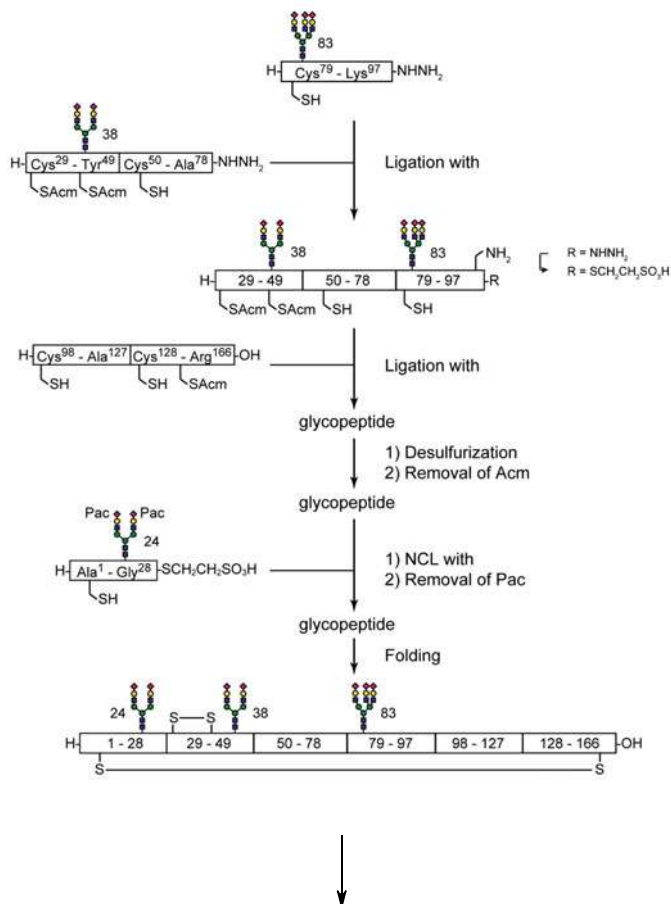 83
H- Cys79 - Lys97 -NHNH2
SH
38
H- Cys29 - Tyr49 Cys50 - Ala78 -NHNH2
SAcm SAcm SH
Ligation with
38 83 NH2
H- 29 - 49 50 - 78 79 - 97 -R
SAcm SAcm SH SH
R = NHNH2
R = SCH2CH2SO3H
H- Cys98 - Ala127 Cys128 - Arg166 -OH
SH SH SAcm
Ligation with
glycopeptide
1) Desulfurization
2) Removal of Acm
glycopeptide
Pac Pac
24
H- Ala1 - Gly28 -SCH2CH2SO3H
SH
1) NCL with
2) Removal of Pac
glycopeptide
Folding
24 S S 38 83
H- 1 - 28 29 - 49 50 - 78 79 - 97 98 - 127 128 - 166 -OH
S S